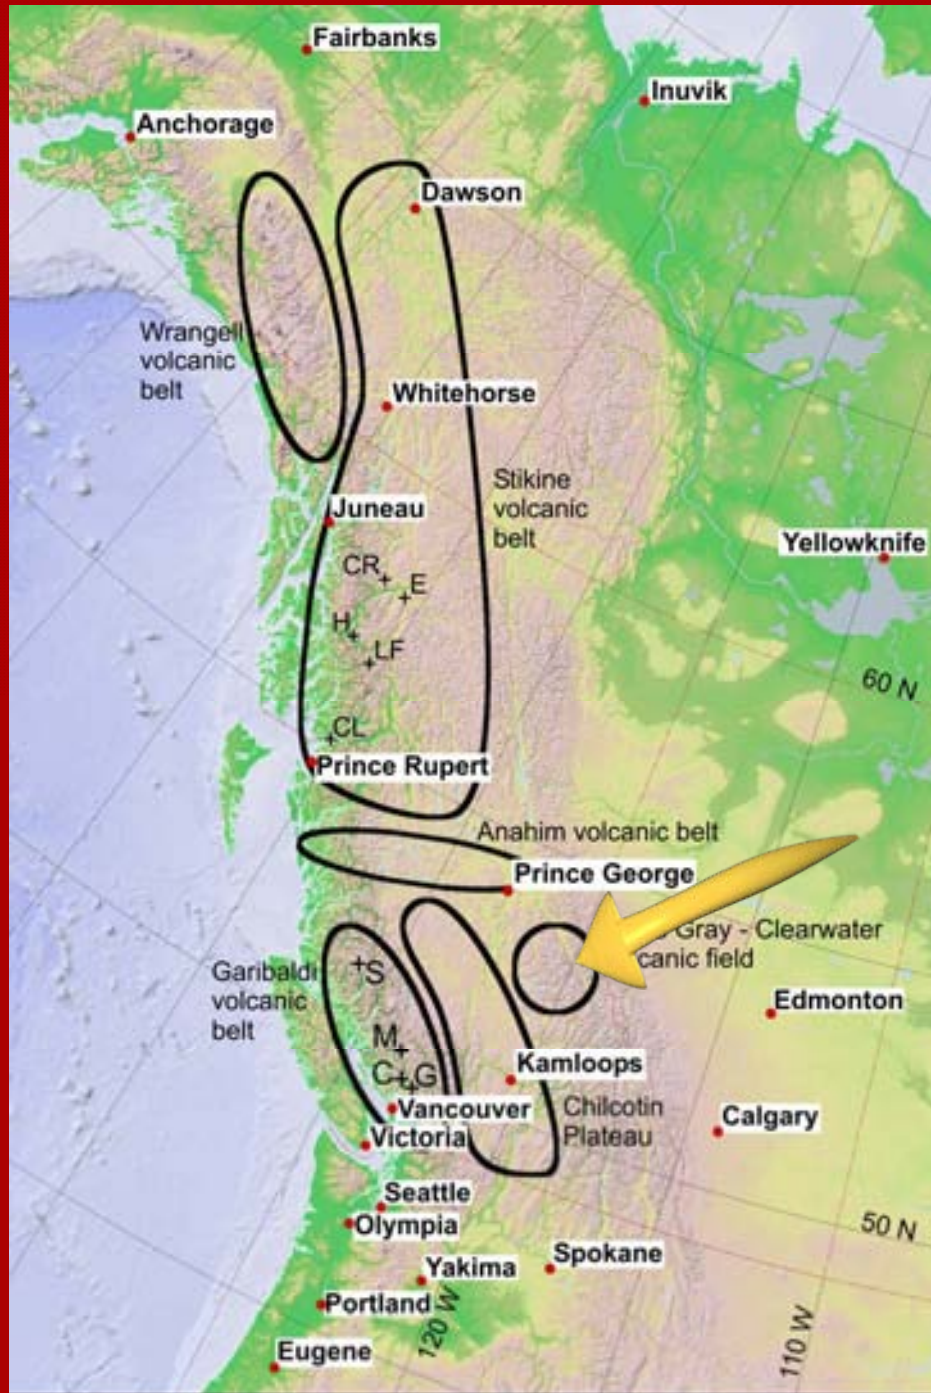 Fairbanks
Inuvik
Anchorage
Dawson
Wrangell
volcanic
belt
Whitehorse
Stikine
volcanic
belt
Juneau
Yellowknife
CR
E
H
LF
60 N
CL
Prince Rupert
Anahim volcanic belt
Prince George
Gray - Clearwater
field
Garibaldi
volcanic
belt
S
Edmonton
M
C
G
Kamloops
Vancouver
Chilcotin
Plateau
Calgary
Victoria
Seattle
Olympia
50 N
Spokane
Yakima
Portland
120 W
110 W
Eugene